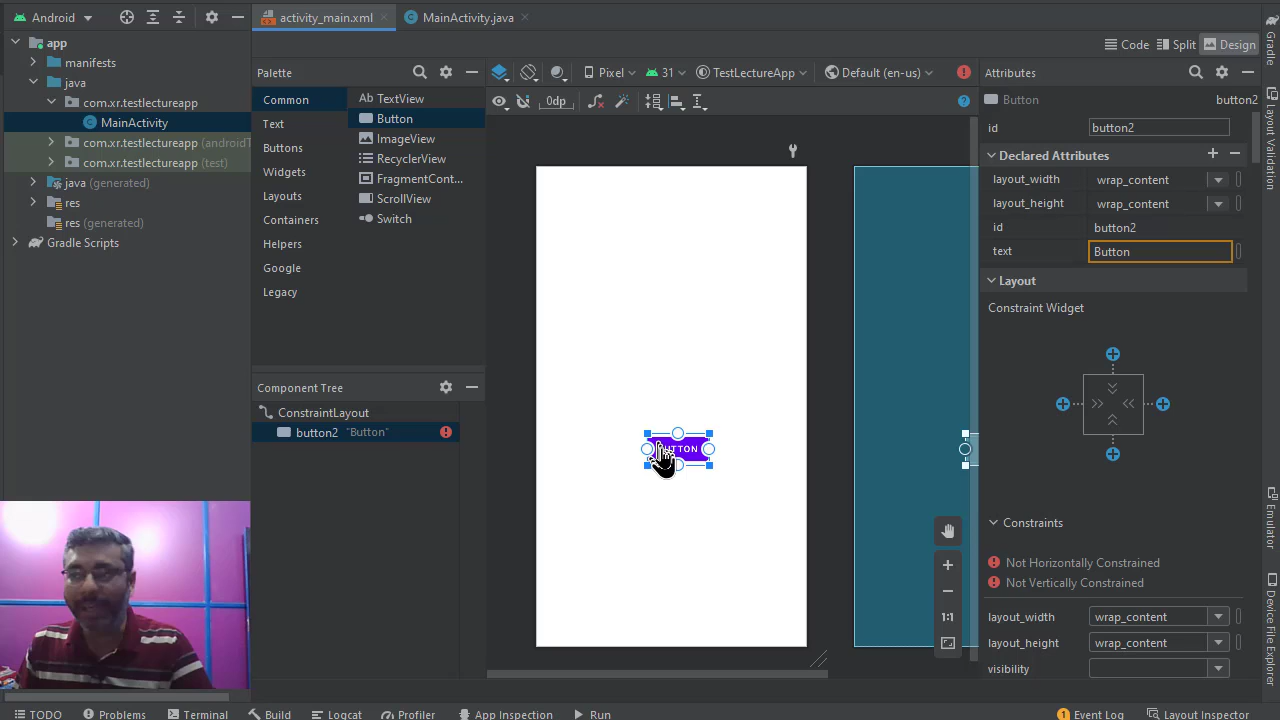 Android
activity_main.xml
MainActivity.java
app
manifests
java
com.xr.testlectureapp
MainActivity
com.xr.testlectureapp (androidT
com.xr.testlectureapp (test)
java (generated)
res
res (generated)
Gradle Scripts
Code
Split
Design
Palette
Common
Text
Buttons
Widgets
Layouts
Containers
Helpers
Google
Legacy
Ab TextView
Button
ImageView
RecyclerView
FragmentCont...
ScrollView
Switch
Component Tree
ConstraintLayout
button2 "Button"
Pixel
31
TestLectureApp
Default (en-us)
0dp
BUTTON
1:1
Attributes
Button
button2
id
button2
Declared Attributes
layout_width
wrap_content
layout_height
wrap_content
id
button2
text
Button
Layout
Constraint Widget
Constraints
Not Horizontally Constrained
Not Vertically Constrained
layout_width
wrap_content
layout_height
wrap_content
visibility
Gradle
Layout Validation
Emulator
Device File Explorer
TODO
Problems
Terminal
Build
Logcat
Profiler
App Inspection
Run
1 Event Log
Layout Inspector